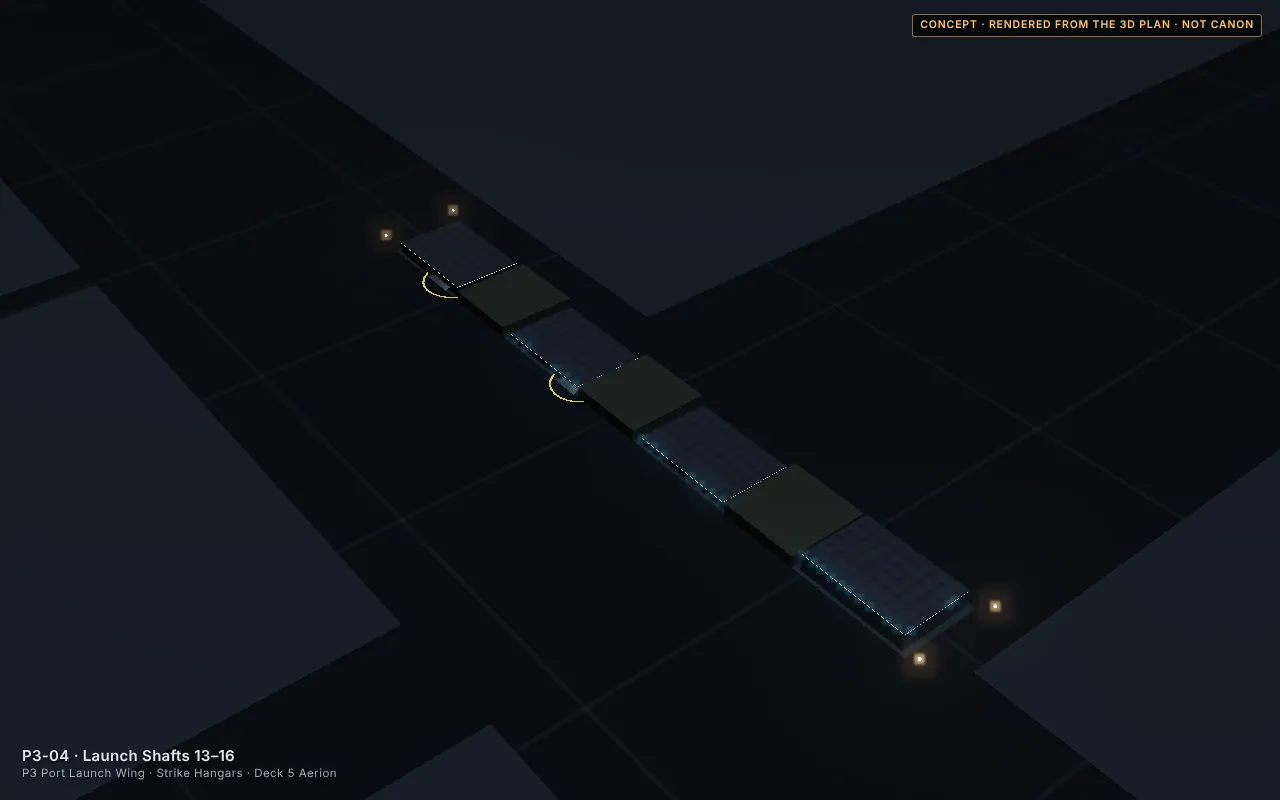 CONCEPT · RENDERED FROM THE 3D PLAN · NOT CANON
P3-04 · Launch Shafts 13–16
P3 Port Launch Wing · Strike Hangars · Deck 5 Aerion